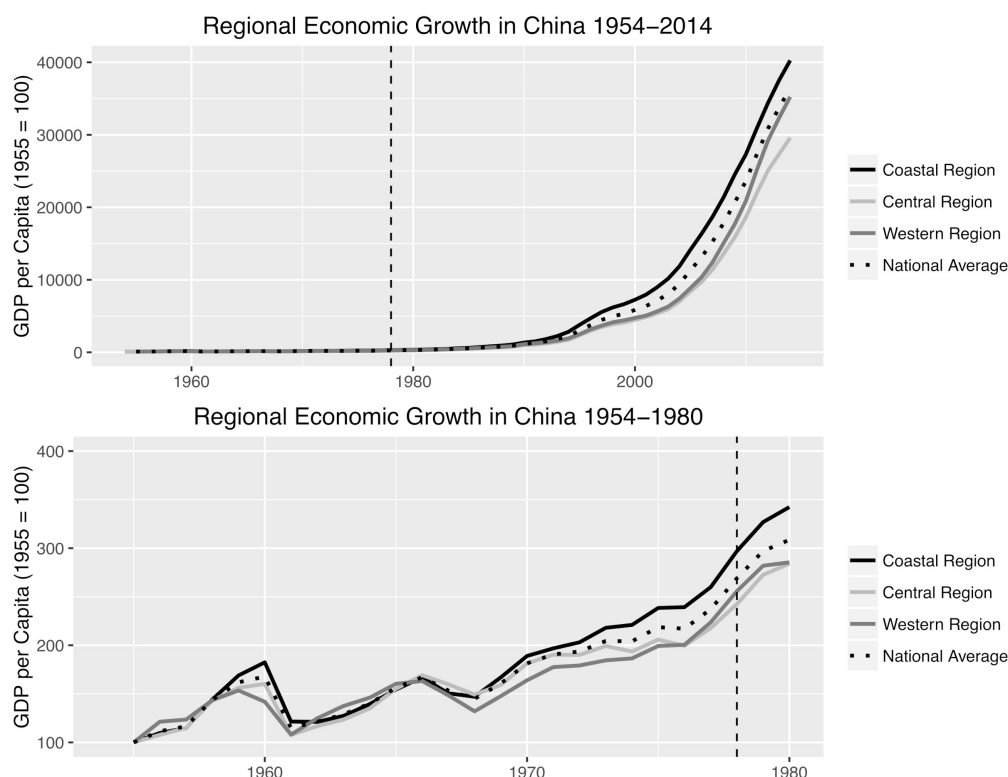 Regional Economic Growth in China 1954–2014
GDP per Capita (1955 = 100)
40000
30000
20000
10000
0
1960
1980
2000
Coastal Region
Central Region
Western Region
National Average
Regional Economic Growth in China 1954–1980
GDP per Capita (1955 = 100)
400
300
200
100
1960
1970
1980
Coastal Region
Central Region
Western Region
National Average